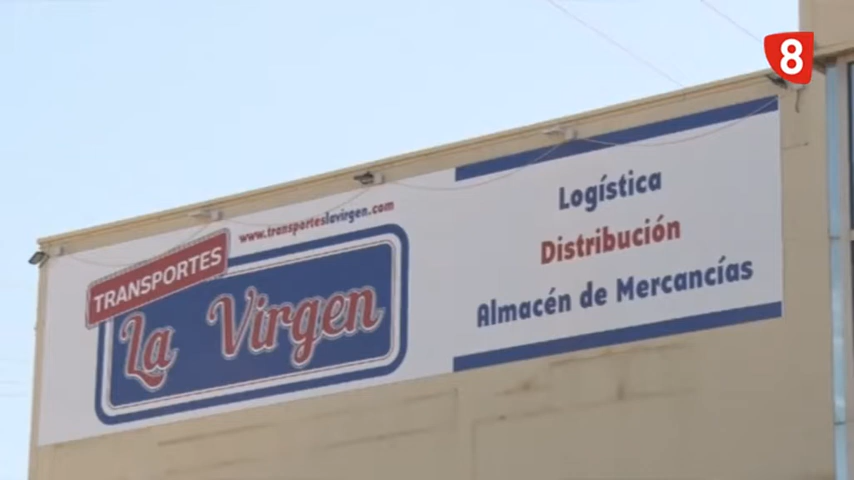 8
www.transporteslavirgen.com
TRANSPORTES
La Virgen
Logística
Distribución
Almacén de Mercancías